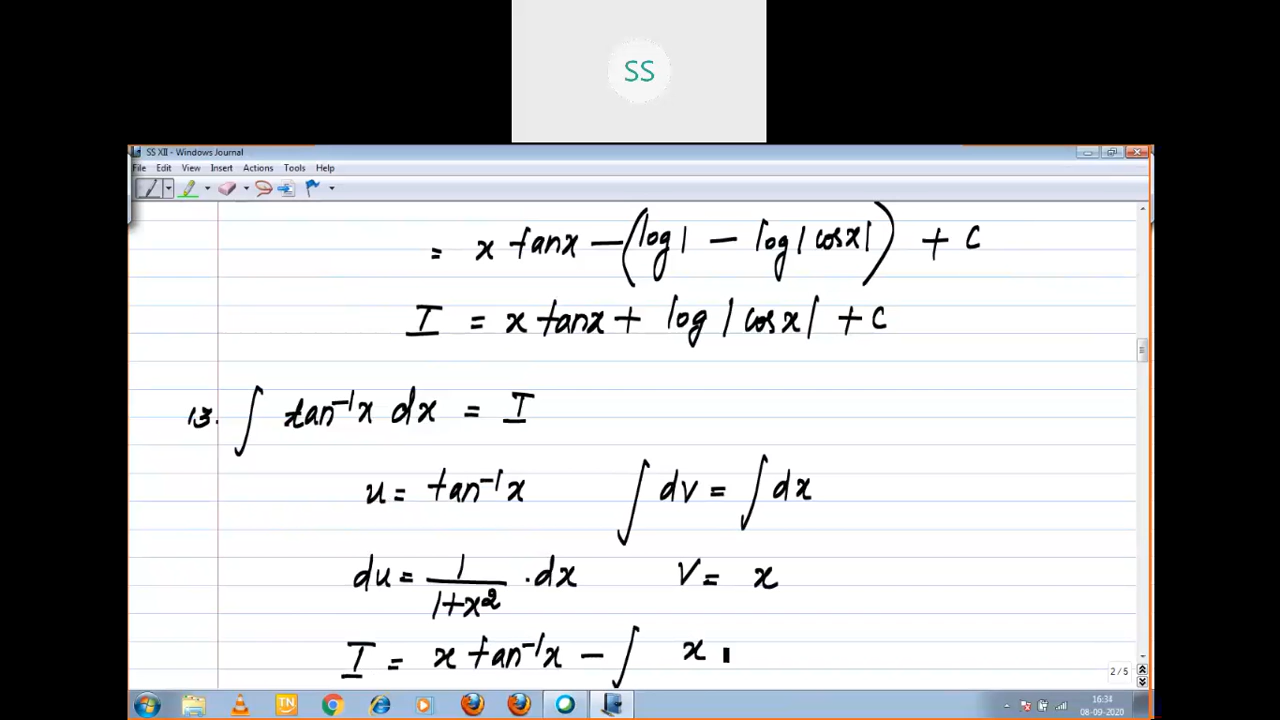 SS
SS XII - Windows Journal
File Edit View Insert Actions Tools Help
= x tanx - (log1 - log|cosx|) + c
I = x tanx + log|cosx| + c
13. ∫ tan⁻¹x dx = I
u = tan⁻¹x ∫ dv = ∫ dx
du = 1/(1+x²) · dx V = x
I = x tan⁻¹x - ∫ x
2/5
TN
16:34
08-09-2020